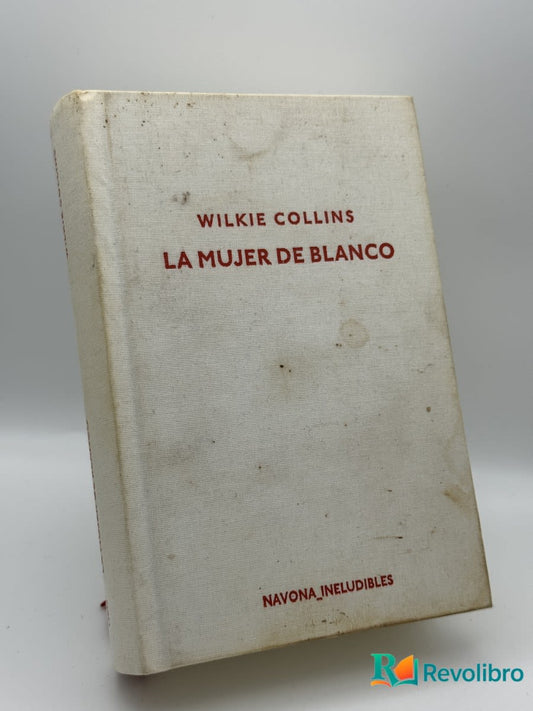 WILKIE COLLINS
LA MUJER DE BLANCO
NAVONA_INELUDIBLES
Revolibro